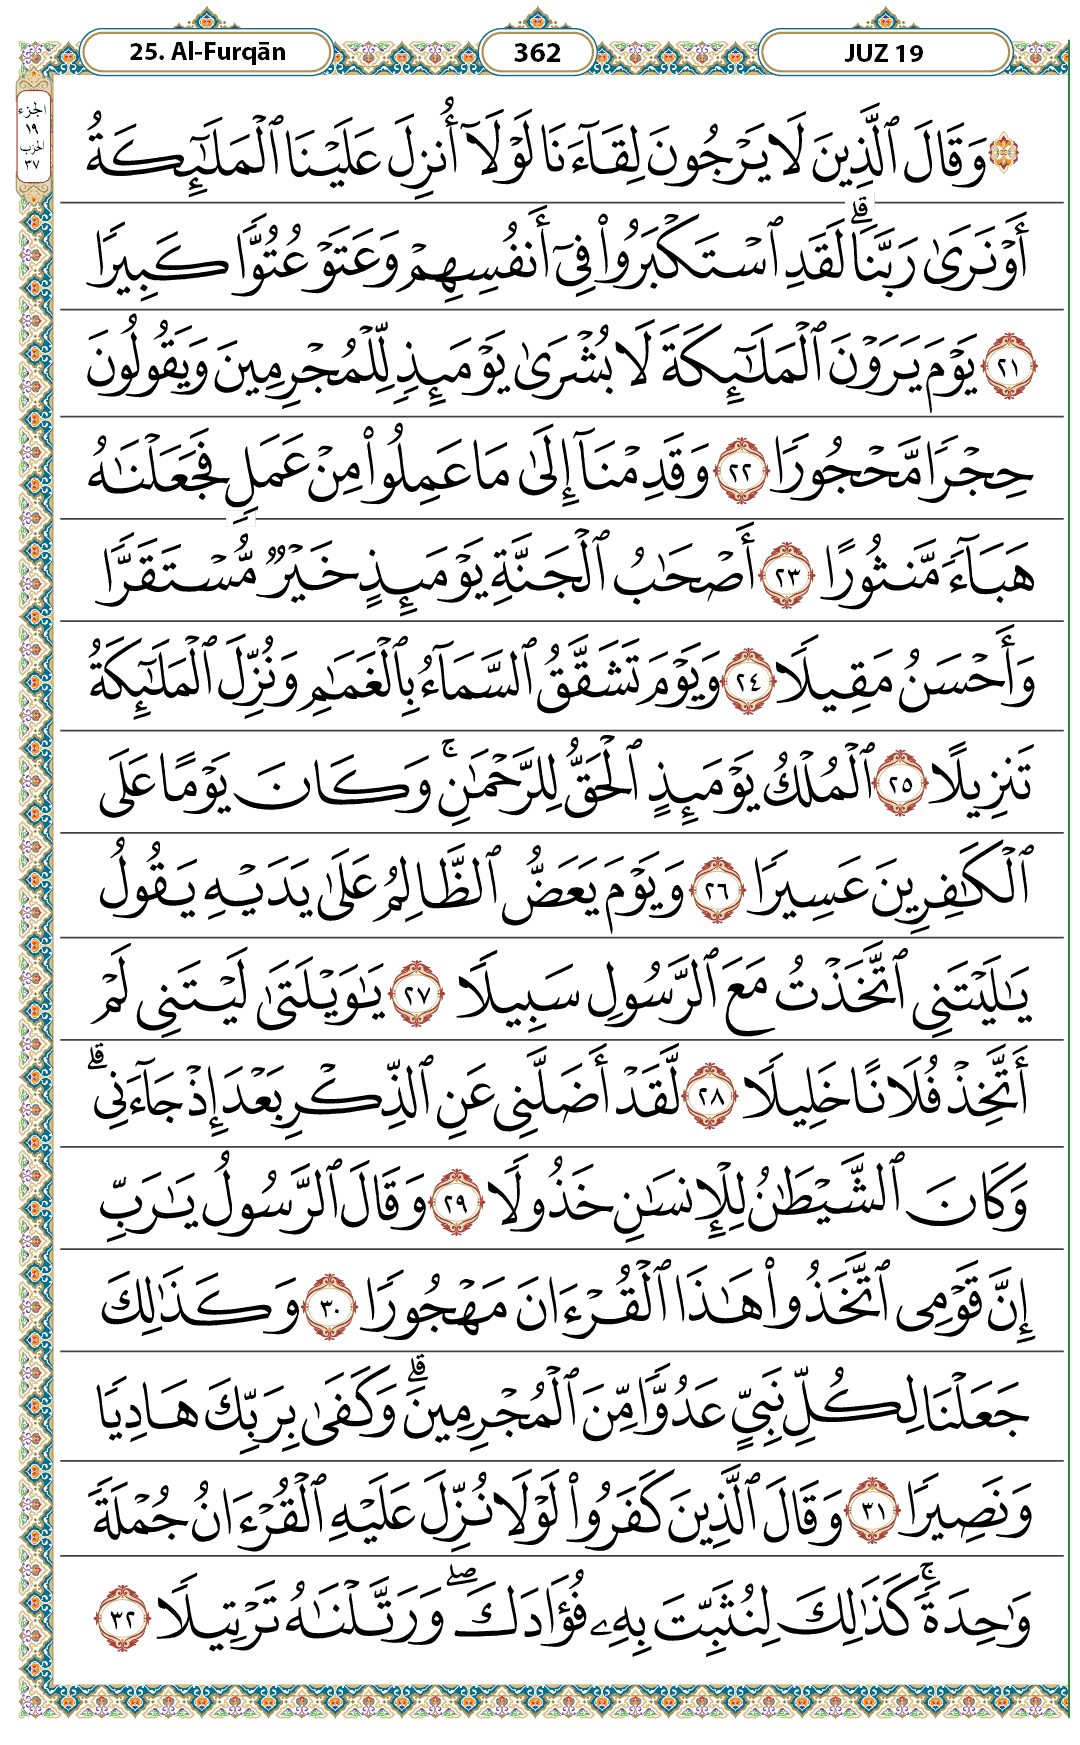 25. Al-Furqān
362
JUZ 19
الجزء
١٩
الحزب
٣٧
۞ وَقَالَ ٱلَّذِينَ لَا يَرْجُونَ لِقَآءَنَا لَوْلَآ أُنزِلَ عَلَيْنَا ٱلْمَلَـٰٓئِكَةُ
أَوْ نَرَىٰ رَبَّنَا ۗ لَقَدِ ٱسْتَكْبَرُوا۟ فِىٓ أَنفُسِهِمْ وَعَتَوْ عُتُوًّا كَبِيرًا
٢١ يَوْمَ يَرَوْنَ ٱلْمَلَـٰٓئِكَةَ لَا بُشْرَىٰ يَوْمَئِذٍ لِّلْمُجْرِمِينَ وَيَقُولُونَ
حِجْرًا مَّحْجُورًا ٢٢ وَقَدِمْنَآ إِلَىٰ مَا عَمِلُوا۟ مِنْ عَمَلٍ فَجَعَلْنَـٰهُ
هَبَآءً مَّنثُورًا ٢٣ أَصْحَـٰبُ ٱلْجَنَّةِ يَوْمَئِذٍ خَيْرٌ مُّسْتَقَرًّا
وَأَحْسَنُ مَقِيلًا ٢٤ وَيَوْمَ تَشَقَّقُ ٱلسَّمَآءُ بِٱلْغَمَـٰمِ وَنُزِّلَ ٱلْمَلَـٰٓئِكَةُ
تَنزِيلًا ٢٥ ٱلْمُلْكُ يَوْمَئِذٍ ٱلْحَقُّ لِلرَّحْمَـٰنِ ۚ وَكَانَ يَوْمًا عَلَى
ٱلْكَـٰفِرِينَ عَسِيرًا ٢٦ وَيَوْمَ يَعَضُّ ٱلظَّالِمُ عَلَىٰ يَدَيْهِ يَقُولُ
يَـٰلَيْتَنِى ٱتَّخَذْتُ مَعَ ٱلرَّسُولِ سَبِيلًا ٢٧ يَـٰوَيْلَتَىٰ لَيْتَنِى لَمْ
أَتَّخِذْ فُلَانًا خَلِيلًا ٢٨ لَّقَدْ أَضَلَّنِى عَنِ ٱلذِّكْرِ بَعْدَ إِذْ جَآءَنِى ۗ
وَكَانَ ٱلشَّيْطَـٰنُ لِلْإِنسَـٰنِ خَذُولًا ٢٩ وَقَالَ ٱلرَّسُولُ يَـٰرَبِّ
إِنَّ قَوْمِى ٱتَّخَذُوا۟ هَـٰذَا ٱلْقُرْءَانَ مَهْجُورًا ٣٠ وَكَذَٰلِكَ
جَعَلْنَا لِكُلِّ نَبِىٍّ عَدُوًّا مِّنَ ٱلْمُجْرِمِينَ ۗ وَكَفَىٰ بِرَبِّكَ هَادِيًا
وَنَصِيرًا ٣١ وَقَالَ ٱلَّذِينَ كَفَرُوا۟ لَوْلَا نُزِّلَ عَلَيْهِ ٱلْقُرْءَانُ جُمْلَةً
وَٰحِدَةً ۚ كَذَٰلِكَ لِنُثَبِّتَ بِهِۦ فُؤَادَكَ ۖ وَرَتَّلْنَـٰهُ تَرْتِيلًا ٣٢